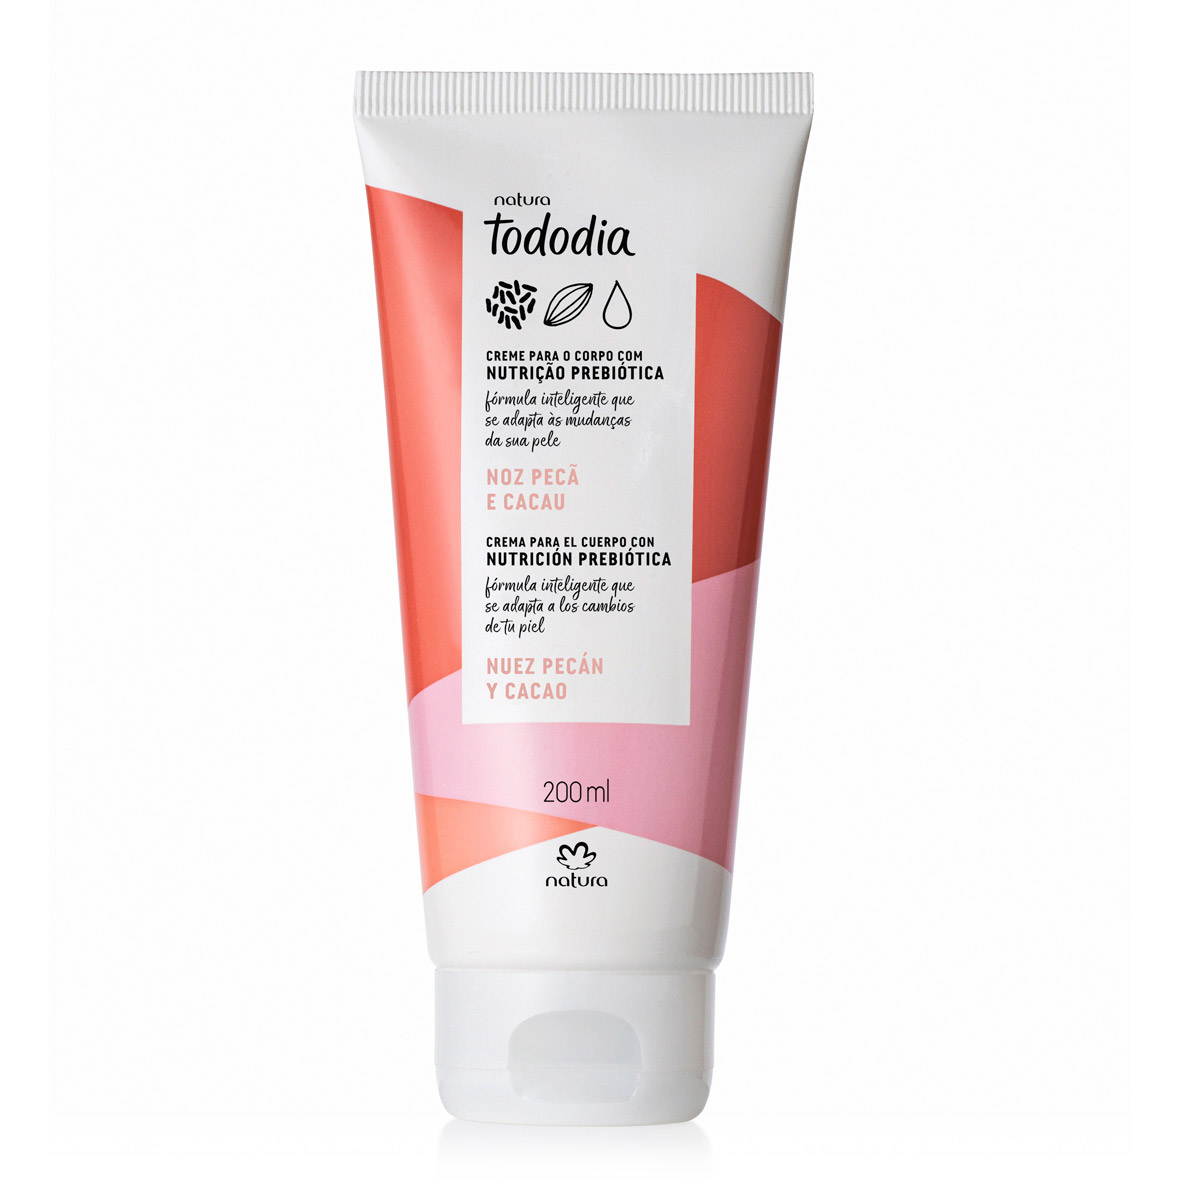 natura
Tododia
CREME PARA O CORPO COM
NUTRIÇÃO PREBIÓTICA
fórmula inteligente que
se adapta às mudanças
da sua pele
NOZ PECÃ
E CACAU
CREMA PARA EL CUERPO CON
NUTRICIÓN PREBIÓTICA
fórmula inteligente que
se adapta a los cambios
de tu piel
NUEZ PECÁN
Y CACAO
200 ml
natura